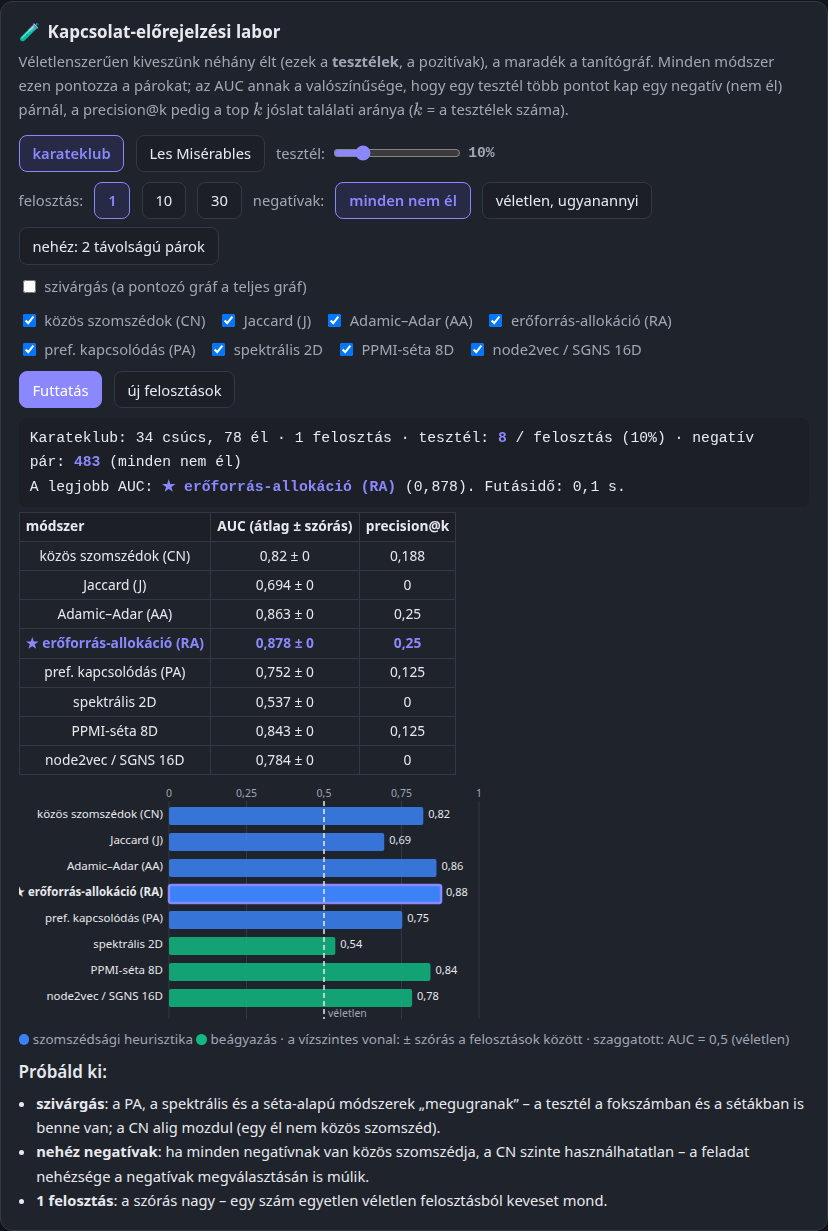 🧪 Kapcsolat-előrejelzési labor
Véletlenszerűen kiveszünk néhány élt (ezek a tesztélek, a pozitívak), a maradék a tanítógráf. Minden módszer
ezen pontozza a párokat; az AUC annak a valószínűsége, hogy egy tesztél több pontot kap egy negatív (nem él)
párnál, a precision@k pedig a top k jóslat találati aránya (k = a tesztélek száma).
karateklub Les Misérables tesztél: 10%
felosztás: 1 10 30 negatívak: minden nem él véletlen, ugyanannyi
nehéz: 2 távolságú párok
szivárgás (a pontozó gráf a teljes gráf)
közös szomszédok (CN) Jaccard (J) Adamic–Adar (AA) erőforrás-allokáció (RA)
pref. kapcsolódás (PA) spektrális 2D PPMI-séta 8D node2vec / SGNS 16D
Futtatás új felosztások
Karateklub: 34 csúcs, 78 él · 1 felosztás · tesztél: 8 / felosztás (10%) · negatív
pár: 483 (minden nem él)
A legjobb AUC: ★ erőforrás-allokáció (RA) (0,878). Futásidő: 0,1 s.
módszer AUC (átlag ± szórás) precision@k
közös szomszédok (CN) 0,82 ± 0 0,188
Jaccard (J) 0,694 ± 0 0
Adamic–Adar (AA) 0,863 ± 0 0,25
★ erőforrás-allokáció (RA) 0,878 ± 0 0,25
pref. kapcsolódás (PA) 0,752 ± 0 0,125
spektrális 2D 0,537 ± 0 0
PPMI-séta 8D 0,843 ± 0 0,125
node2vec / SGNS 16D 0,784 ± 0 0
0 0,25 0,5 0,75 1
közös szomszédok (CN) 0,82
Jaccard (J) 0,69
Adamic–Adar (AA) 0,86
★ erőforrás-allokáció (RA) 0,88
pref. kapcsolódás (PA) 0,75
spektrális 2D 0,54
PPMI-séta 8D 0,84
node2vec / SGNS 16D 0,78
véletlen
szomszédsági heurisztika beágyazás · a vízszintes vonal: ± szórás a felosztások között · szaggatott: AUC = 0,5 (véletlen)
Próbáld ki:
• szivárgás: a PA, a spektrális és a séta-alapú módszerek „megugranak” – a tesztél a fokszámban és a sétákban is
benne van; a CN alig mozdul (egy él nem közös szomszéd).
• nehéz negatívak: ha minden negatívnak van közös szomszédja, a CN szinte használhatatlan – a feladat
nehézsége a negatívak megválasztásán is múlik.
• 1 felosztás: a szórás nagy – egy szám egyetlen véletlen felosztásból keveset mond.